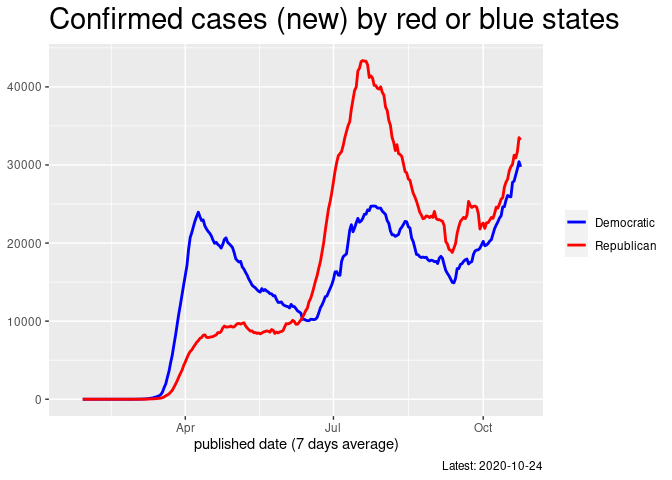 Confirmed cases (new) by red or blue states
40000
30000
20000
10000
0
Apr
Jul
Oct
published date (7 days average)
Democratic
Republican
Latest: 2020-10-24